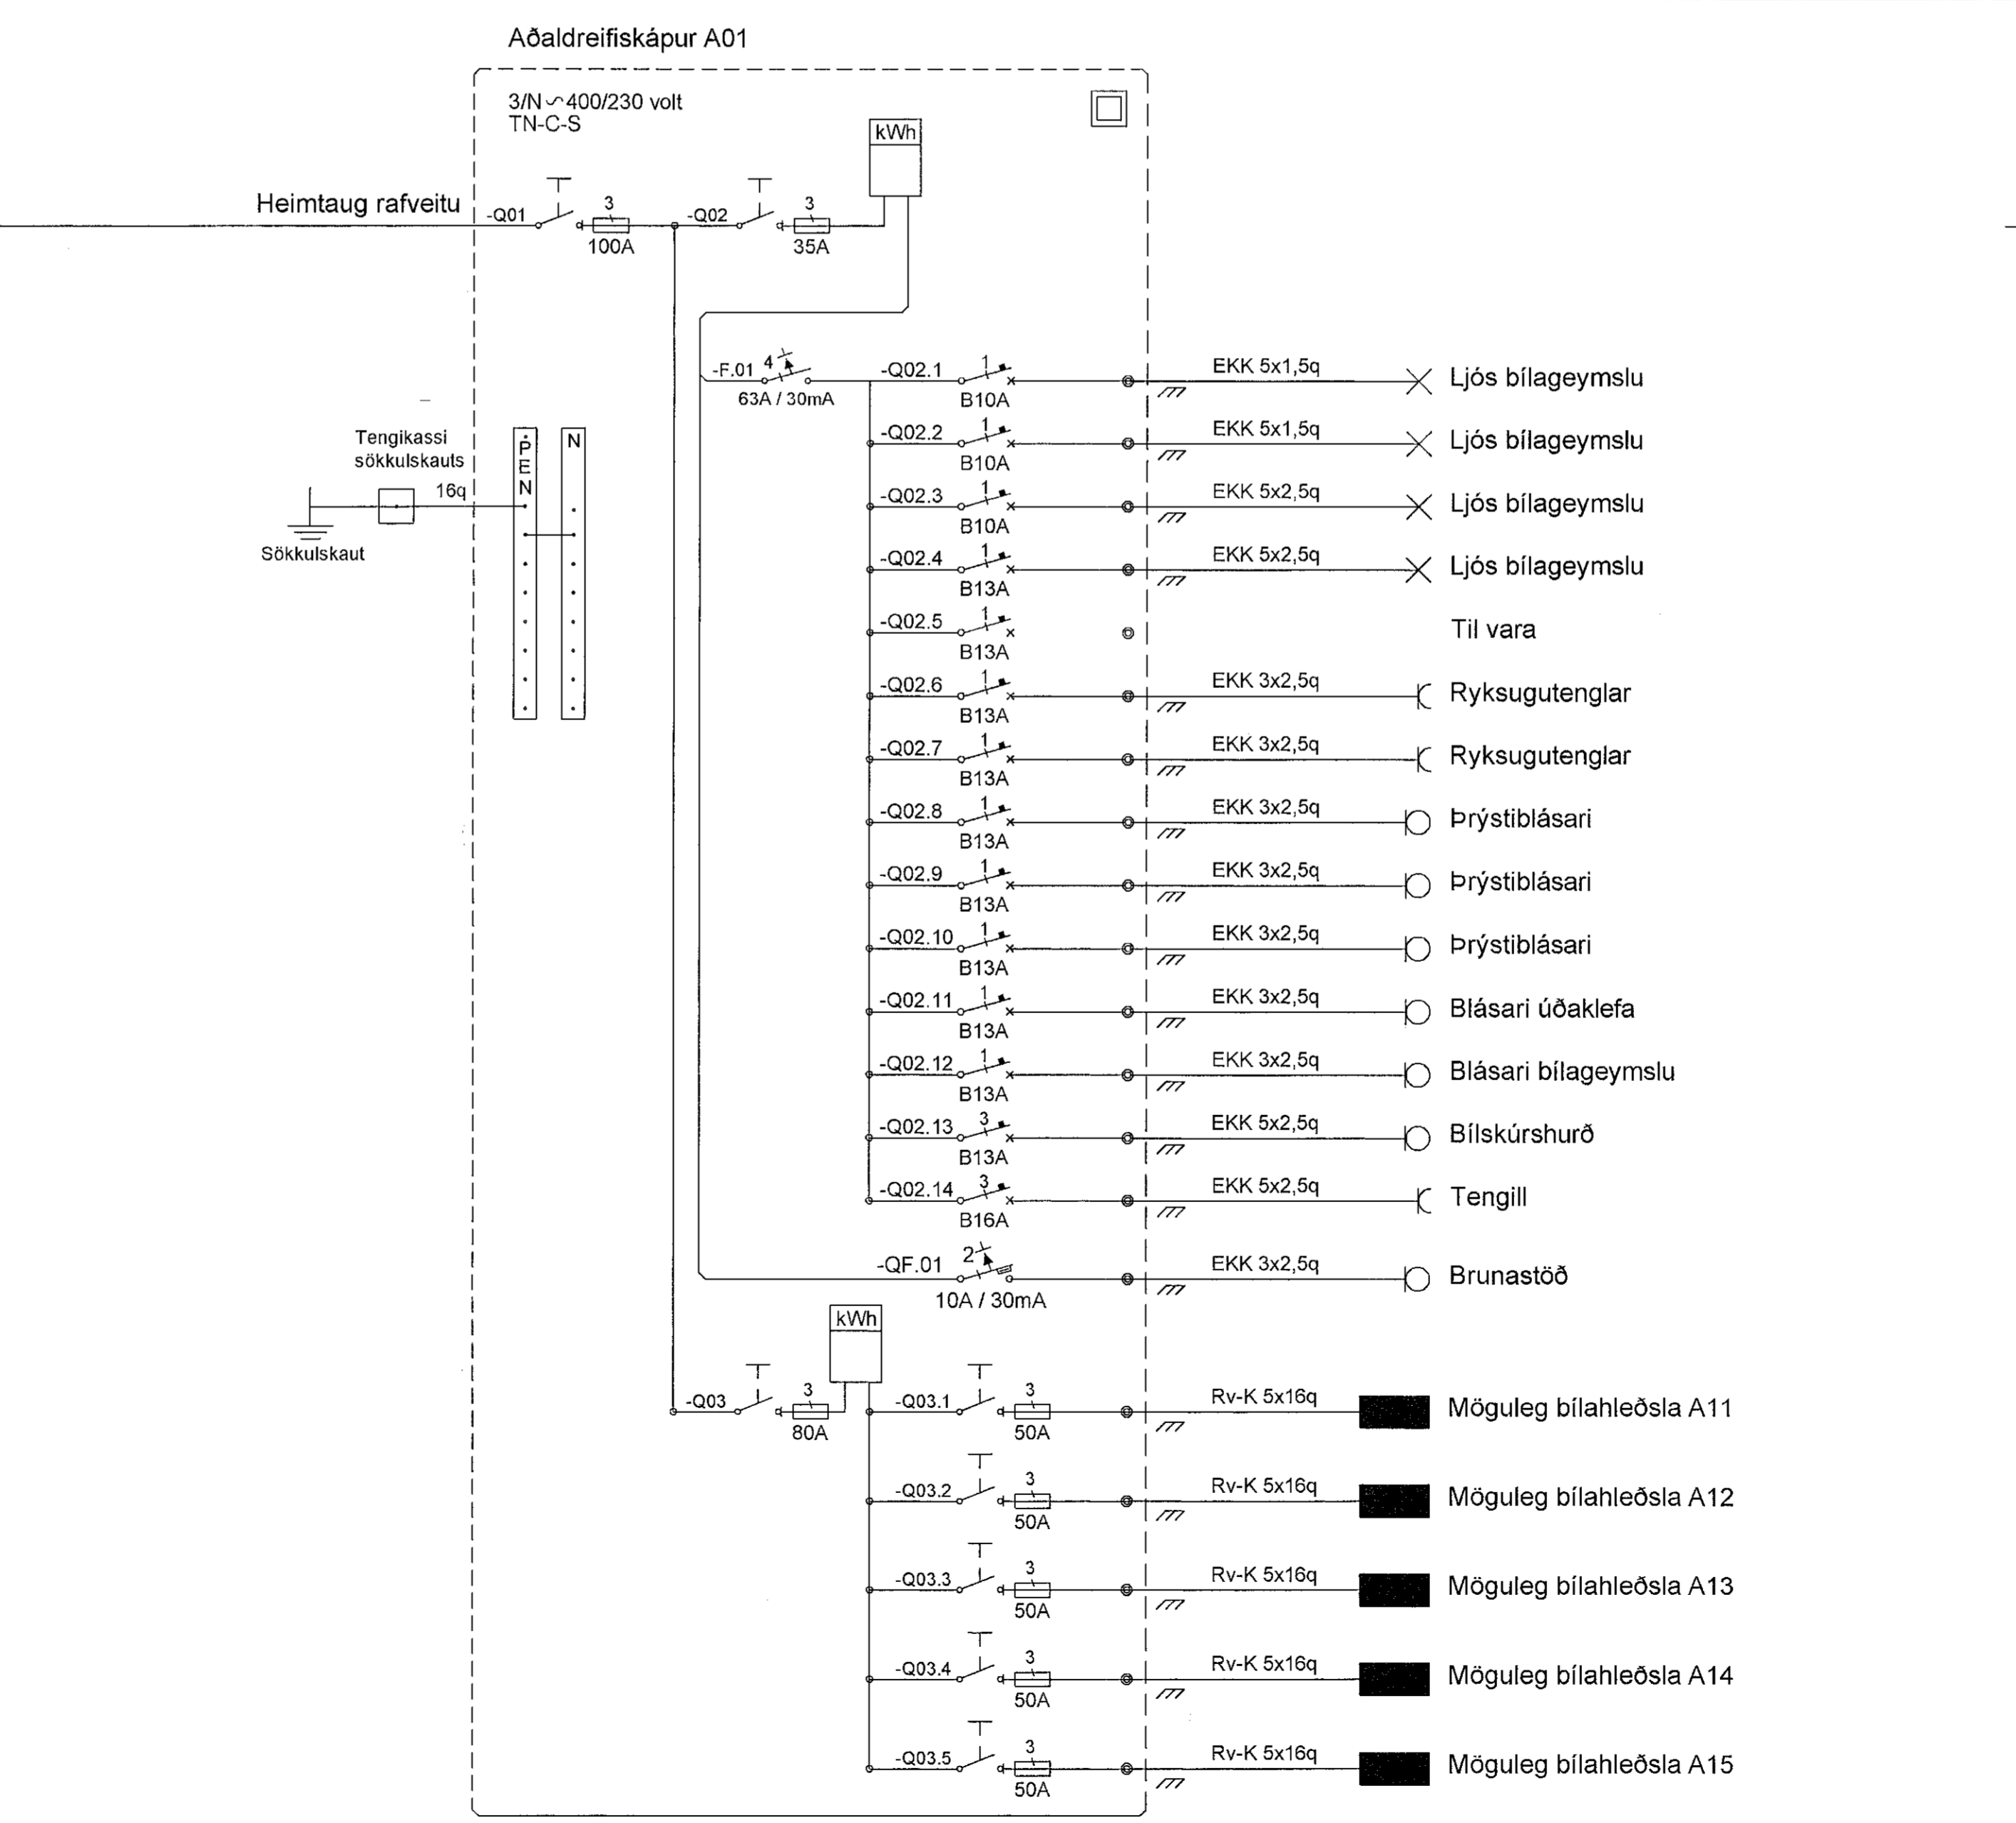 Aðaldreifiskápur A01
3/N ~ 400/230 volt
TN-C-S
kWh
Heimtaug rafveitu
-Q01
3
100A
-Q02
3
35A
-F.01
4
63A / 30mA
-Q02.1 1 EKK 5x1,5q Ljós bílageymslu
B10A
-Q02.2 1 EKK 5x1,5q Ljós bílageymslu
B10A
-Q02.3 1 EKK 5x2,5q Ljós bílageymslu
B10A
-Q02.4 1 EKK 5x2,5q Ljós bílageymslu
B13A
-Q02.5 1 Til vara
B13A
-Q02.6 1 EKK 3x2,5q Ryksugutenglar
B13A
-Q02.7 1 EKK 3x2,5q Ryksugutenglar
B13A
-Q02.8 1 EKK 3x2,5q Þrýstiblásari
B13A
-Q02.9 1 EKK 3x2,5q Þrýstiblásari
B13A
-Q02.10 1 EKK 3x2,5q Þrýstiblásari
B13A
-Q02.11 1 EKK 3x2,5q Blásari úðaklefa
B13A
-Q02.12 1 EKK 3x2,5q Blásari bílageymslu
B13A
-Q02.13 3 EKK 5x2,5q Bílskúrshurð
B13A
-Q02.14 3 EKK 5x2,5q Tengill
B16A
-QF.01 2 EKK 3x2,5q Brunastöð
10A / 30mA
Tengikassi
sökkulskauts
16q
Sökkulskaut
PEN
N
kWh
-Q03
3
80A
-Q03.1 3 Rv-K 5x16q Möguleg bílahleðsla A11
50A
-Q03.2 3 Rv-K 5x16q Möguleg bílahleðsla A12
50A
-Q03.3 3 Rv-K 5x16q Möguleg bílahleðsla A13
50A
-Q03.4 3 Rv-K 5x16q Möguleg bílahleðsla A14
50A
-Q03.5 3 Rv-K 5x16q Möguleg bílahleðsla A15
50A